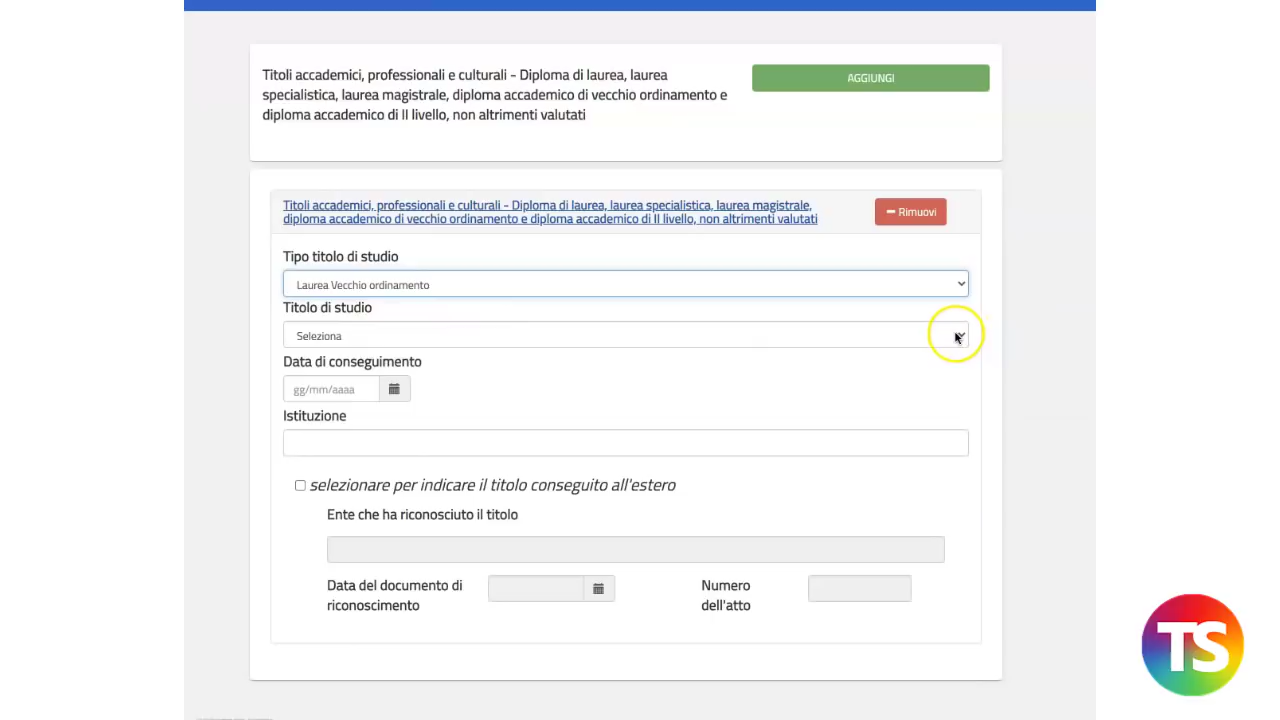 Titoli accademici, professionali e culturali - Diploma di laurea, laurea
specialistica, laurea magistrale, diploma accademico di vecchio ordinamento e
diploma accademico di II livello, non altrimenti valutati
AGGIUNGI
Titoli accademici, professionali e culturali - Diploma di laurea, laurea specialistica, laurea magistrale,
diploma accademico di vecchio ordinamento e diploma accademico di II livello, non altrimenti valutati
Rimuovi
Tipo titolo di studio
Laurea Vecchio ordinamento
Titolo di studio
Seleziona
Data di conseguimento
gg/mm/aaaa
Istituzione
selezionare per indicare il titolo conseguito all'estero
Ente che ha riconosciuto il titolo
Data del documento di
riconoscimento
Numero
dell'atto
TS